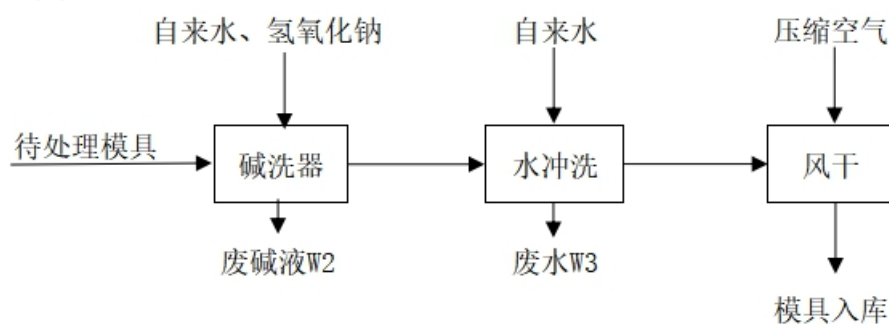 自来水、氢氧化钠
自来水
压缩空气
待处理模具
碱洗器
水冲洗
风干
废碱液W2
废水W3
模具入库